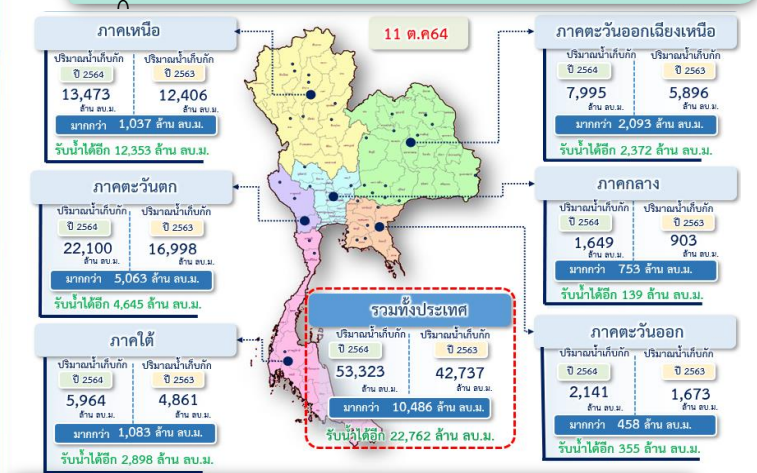 11 ต.ค64
ภาคเหนือ
ปริมาณน้ำเก็บกัก ปริมาณน้ำเก็บกัก
ปี 2564 ปี 2563
13,473 12,406
ล้าน ลบ.ม. ล้าน ลบ.ม.
มากกว่า 1,037 ล้าน ลบ.ม.
รับน้ำได้อีก 12,353 ล้าน ลบ.ม.
ภาคตะวันออกเฉียงเหนือ
ปริมาณน้ำเก็บกัก ปริมาณน้ำเก็บกัก
ปี 2564 ปี 2563
7,995 5,896
ล้าน ลบ.ม. ล้าน ลบ.ม.
มากกว่า 2,093 ล้าน ลบ.ม.
รับน้ำได้อีก 2,372 ล้าน ลบ.ม.
ภาคตะวันตก
ปริมาณน้ำเก็บกัก ปริมาณน้ำเก็บกัก
ปี 2564 ปี 2563
22,100 16,998
ล้าน ลบ.ม. ล้าน ลบ.ม.
มากกว่า 5,063 ล้าน ลบ.ม.
รับน้ำได้อีก 4,645 ล้าน ลบ.ม.
ภาคกลาง
ปริมาณน้ำเก็บกัก ปริมาณน้ำเก็บกัก
ปี 2564 ปี 2563
1,649 903
ล้าน ลบ.ม. ล้าน ลบ.ม.
มากกว่า 753 ล้าน ลบ.ม.
รับน้ำได้อีก 139 ล้าน ลบ.ม.
ภาคใต้
ปริมาณน้ำเก็บกัก ปริมาณน้ำเก็บกัก
ปี 2564 ปี 2563
5,964 4,861
ล้าน ลบ.ม. ล้าน ลบ.ม.
มากกว่า 1,083 ล้าน ลบ.ม.
รับน้ำได้อีก 2,898 ล้าน ลบ.ม.
รวมทั้งประเทศ
ปริมาณน้ำเก็บกัก ปริมาณน้ำเก็บกัก
ปี 2564 ปี 2563
53,323 42,737
ล้าน ลบ.ม. ล้าน ลบ.ม.
มากกว่า 10,486 ล้าน ลบ.ม.
รับน้ำได้อีก 22,762 ล้าน ลบ.ม.
ภาคตะวันออก
ปริมาณน้ำเก็บกัก ปริมาณน้ำเก็บกัก
ปี 2564 ปี 2563
2,141 1,673
ล้าน ลบ.ม. ล้าน ลบ.ม.
มากกว่า 458 ล้าน ลบ.ม.
รับน้ำได้อีก 355 ล้าน ลบ.ม.